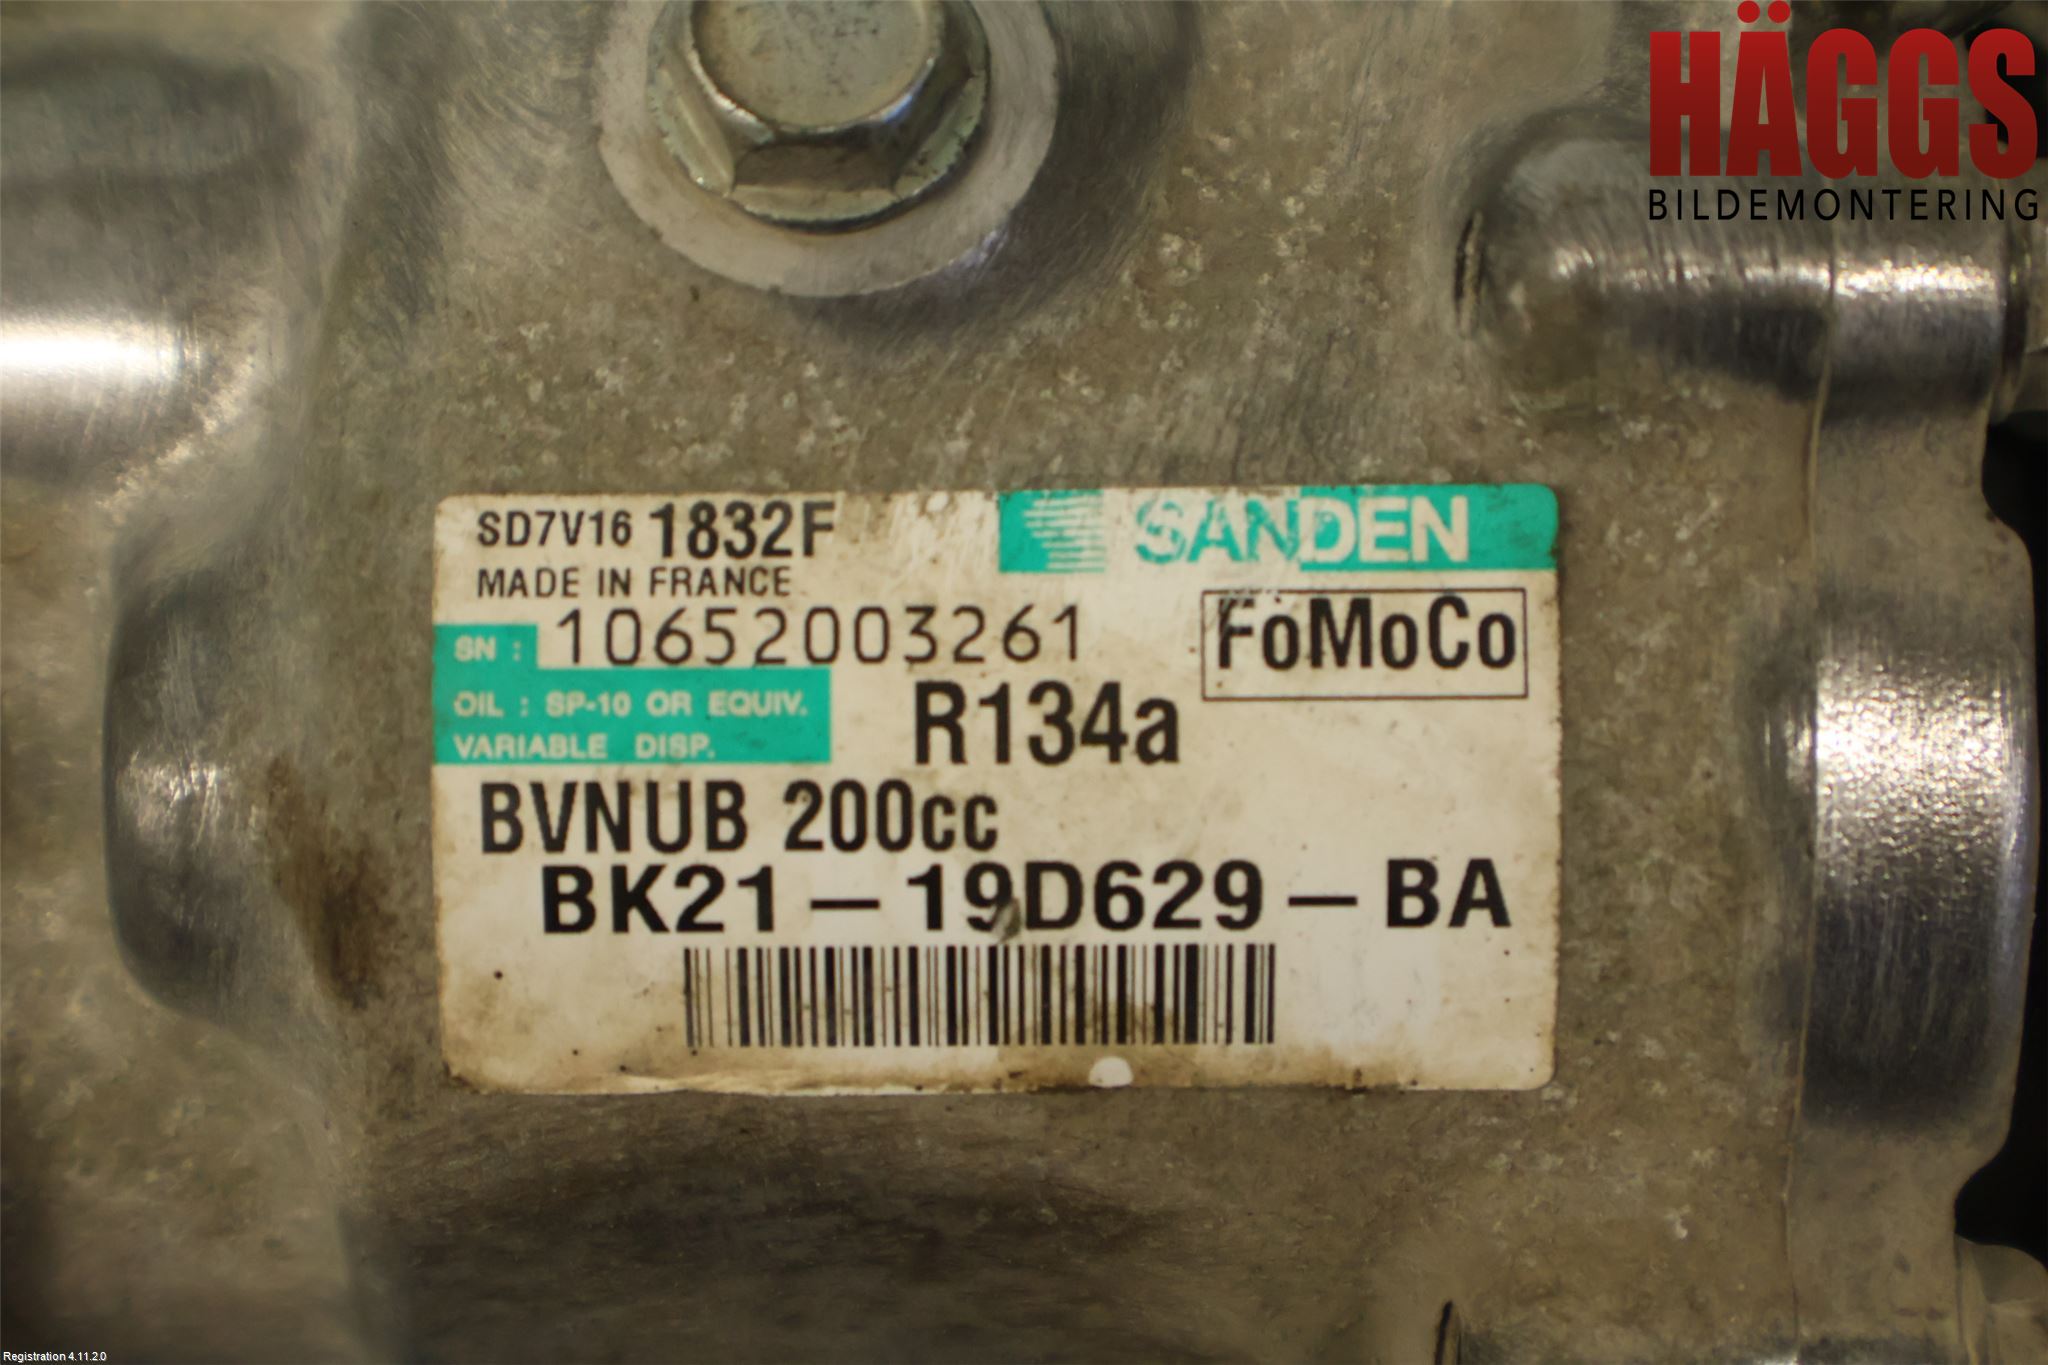 HÄGGS
BILDEMONTERING
SD7V16 1832F
SANDEN
MADE IN FRANCE
SN : 10652003261
FoMoCo
OIL : SP-10 OR EQUIV.
VARIABLE DISP.
R134a
BVNUB 200cc
BK21-19D629-BA
Registration 4.11.2.0